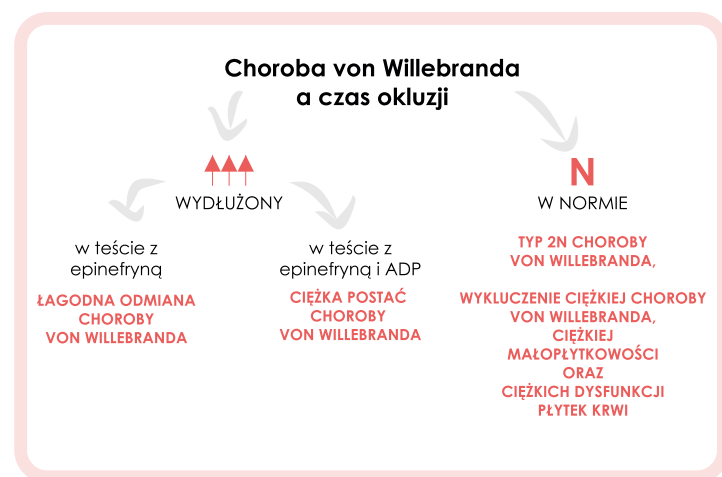 Choroba von Willebranda
a czas okluzji
WYDŁUŻONY
w teście z
epinefryną
ŁAGODNA ODMIANA
CHOROBY
VON WILLEBRANDA
w teście z
epinefryną i ADP
CIĘŻKA POSTAĆ
CHOROBY
VON WILLEBRANDA
N
W NORMIE
TYP 2N CHOROBY
VON WILLEBRANDA,
WYKLUCZENIE CIĘŻKIEJ CHOROBY
VON WILLEBRANDA,
CIĘŻKIEJ
MAŁOPŁYTKOWOŚCI
ORAZ
CIĘŻKICH DYSFUNKCJI
PŁYTEK KRWI